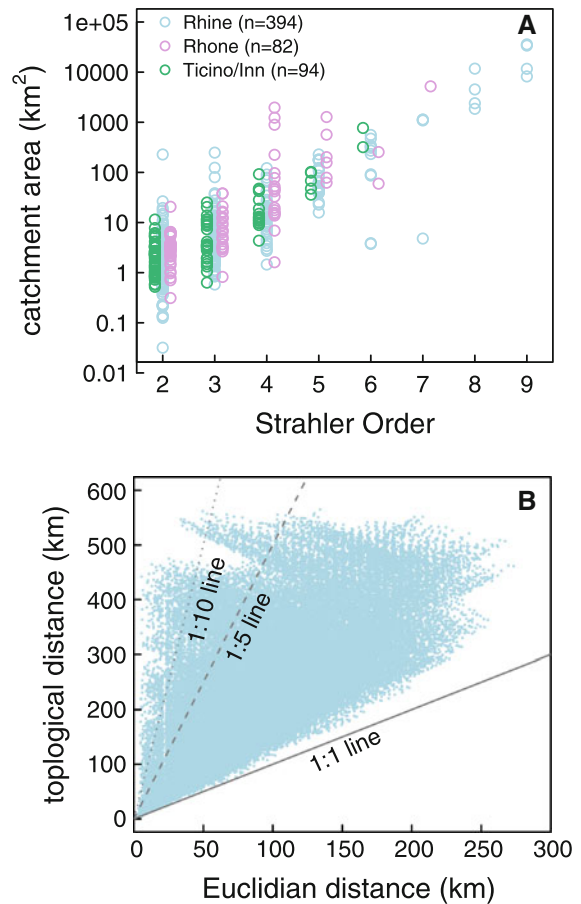 A
Rhine (n=394)
Rhone (n=82)
Ticino/Inn (n=94)
1e+05
10000
1000
100
10
1
0.1
0.01
catchment area (km²)
2 3 4 5 6 7 8 9
Strahler Order
B
600
500
400
300
200
100
0
toplogical distance (km)
1:10 line
1:5 line
1:1 line
0 50 100 150 200 250 300
Euclidian distance (km)